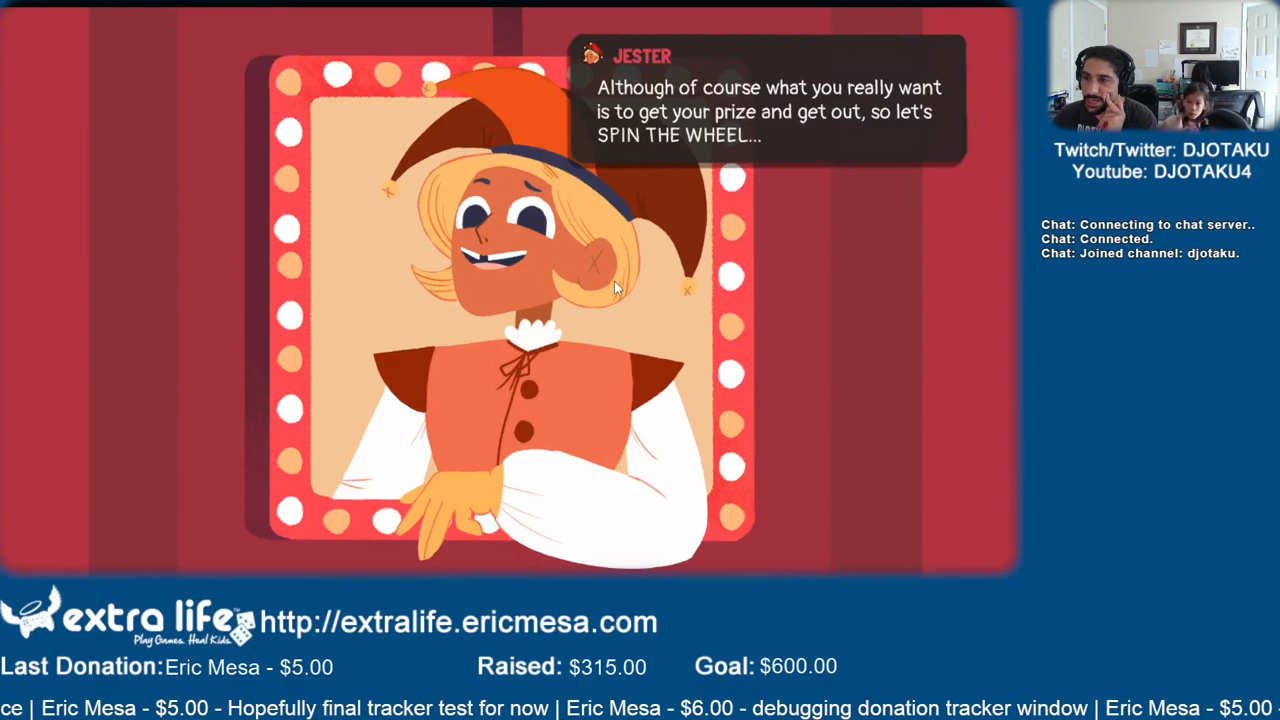 JESTER
Although of course what you really want
is to get your prize and get out, so let's
SPIN THE WHEEL...
Twitch/Twitter: DJOTAKU
Youtube: DJOTAKU4
Chat: Connecting to chat server..
Chat: Connected.
Chat: Joined channel: djotaku.
extra life
Play Games. Heal Kids.
http://extralife.ericmesa.com
Last Donation: Eric Mesa - $5.00
Raised: $315.00
Goal: $600.00
ce | Eric Mesa - $5.00 - Hopefully final tracker test for now | Eric Mesa - $6.00 - debugging donation tracker window | Eric Mesa - $5.00